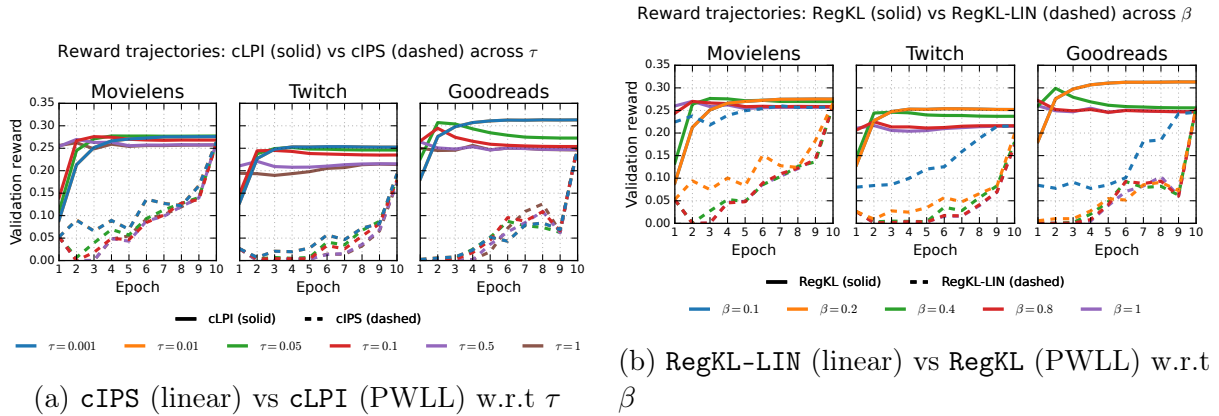 Reward trajectories: cLPI (solid) vs cIPS (dashed) across τ
Movielens Twitch Goodreads
Validation reward
0.35
0.30
0.25
0.20
0.15
0.10
0.05
0.00
1 2 3 4 5 6 7 8 9 10 1 2 3 4 5 6 7 8 9 10 1 2 3 4 5 6 7 8 9 10
Epoch Epoch Epoch
cLPI (solid) cIPS (dashed)
τ = 0.001 τ = 0.01 τ = 0.05 τ = 0.1 τ = 0.5 τ = 1
(a) cIPS (linear) vs cLPI (PWLL) w.r.t τ
Reward trajectories: RegKL (solid) vs RegKL-LIN (dashed) across β
Movielens Twitch Goodreads
Validation reward
0.35
0.30
0.25
0.20
0.15
0.10
0.05
0.00
1 2 3 4 5 6 7 8 9 10 1 2 3 4 5 6 7 8 9 10 1 2 3 4 5 6 7 8 9 10
Epoch Epoch Epoch
RegKL (solid) RegKL-LIN (dashed)
β = 0.1 β = 0.2 β = 0.4 β = 0.8 β = 1
(b) RegKL-LIN (linear) vs RegKL (PWLL) w.r.t
β